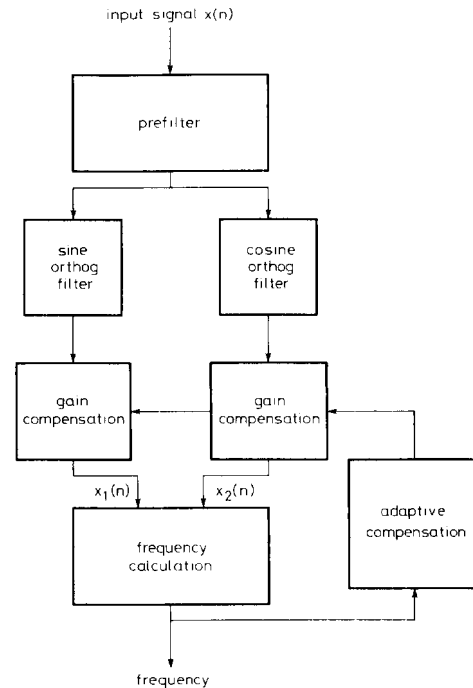 input signal x(n)
prefilter
sine
orthog
filter
cosine
orthog
filter
gain
compensation
gain
compensation
x1(n)
x2(n)
adaptive
compensation
frequency
calculation
frequency